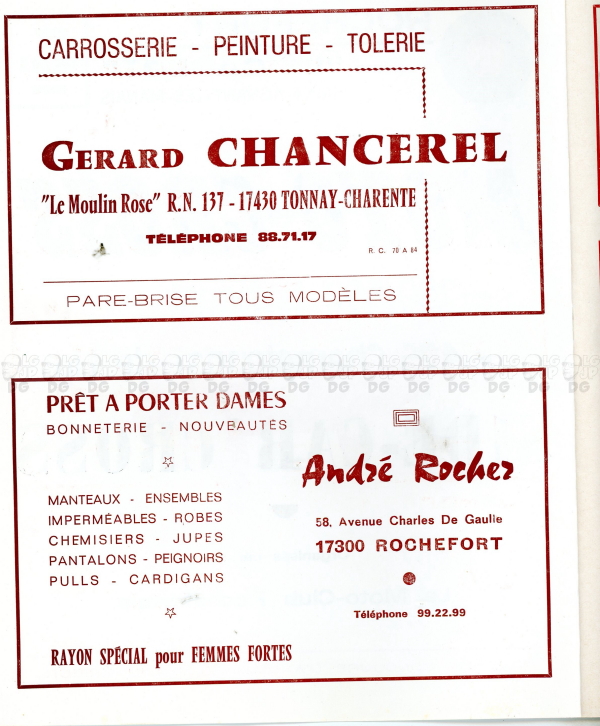 CARROSSERIE - PEINTURE - TOLERIE
GERARD CHANCEREL
"Le Moulin Rose" R.N. 137 - 17430 TONNAY-CHARENTE
TÉLÉPHONE 88.71.17
R. C. 70 A 84
PARE-BRISE TOUS MODÈLES
PRÊT A PORTER DAMES
BONNETERIE - NOUVEAUTÉS
MANTEAUX - ENSEMBLES
IMPERMÉABLES - ROBES
CHEMISIERS - JUPES
PANTALONS - PEIGNOIRS
PULLS - CARDIGANS
RAYON SPÉCIAL pour FEMMES FORTES
André Rocher
58, Avenue Charles De Gaulle
17300 ROCHEFORT
Téléphone 99.22.99